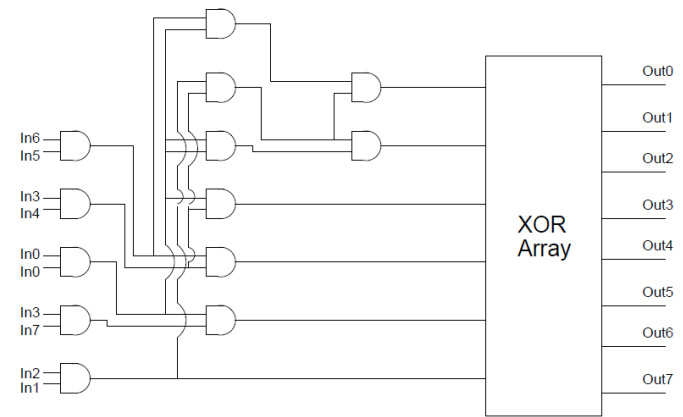 In6
In5
In3
In4
In0
In0
In3
In7
In2
In1
XOR
Array
Out0
Out1
Out2
Out3
Out4
Out5
Out6
Out7